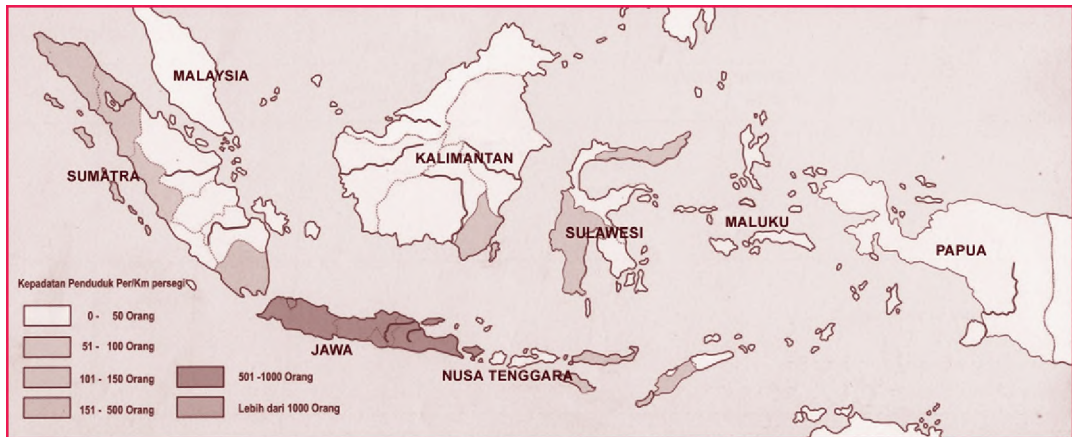 MALAYSIA
KALIMANTAN
SUMATRA
MALUKU
SULAWESI
PAPUA
Kepadatan Penduduk Per/Km persegi
0 - 50 Orang
51 - 100 Orang
JAWA
NUSA TENGGARA
101 - 150 Orang
501 -1000 Orang
151 - 500 Orang
Lebih dari 1000 Orang